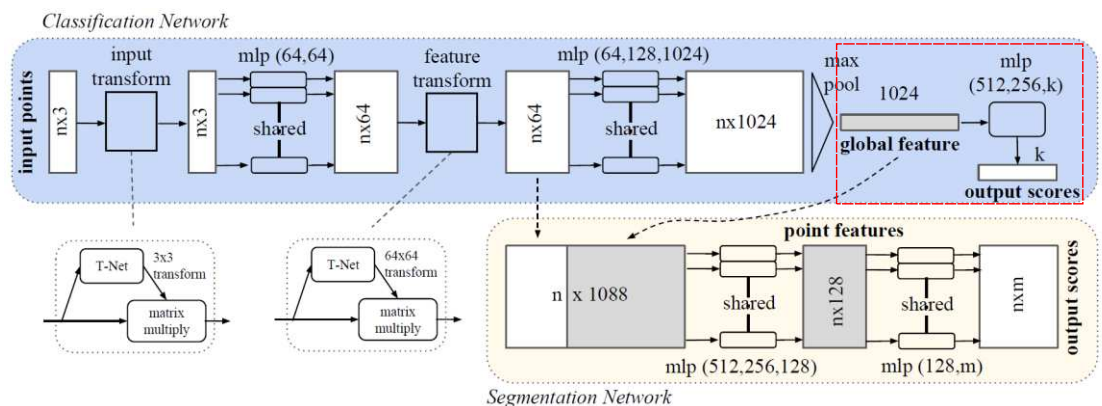 Classification Network
input points
nx3
input
transform
nx3
mlp (64,64)
shared
nx64
feature
transform
nx64
mlp (64,128,1024)
shared
nx1024
max
pool
1024
global feature
mlp
(512,256,k)
k
output scores
T-Net
3x3
transform
matrix
multiply
T-Net
64x64
transform
matrix
multiply
point features
n x 1088
shared
mlp (512,256,128)
nx128
shared
mlp (128,m)
nxm
output scores
Segmentation Network